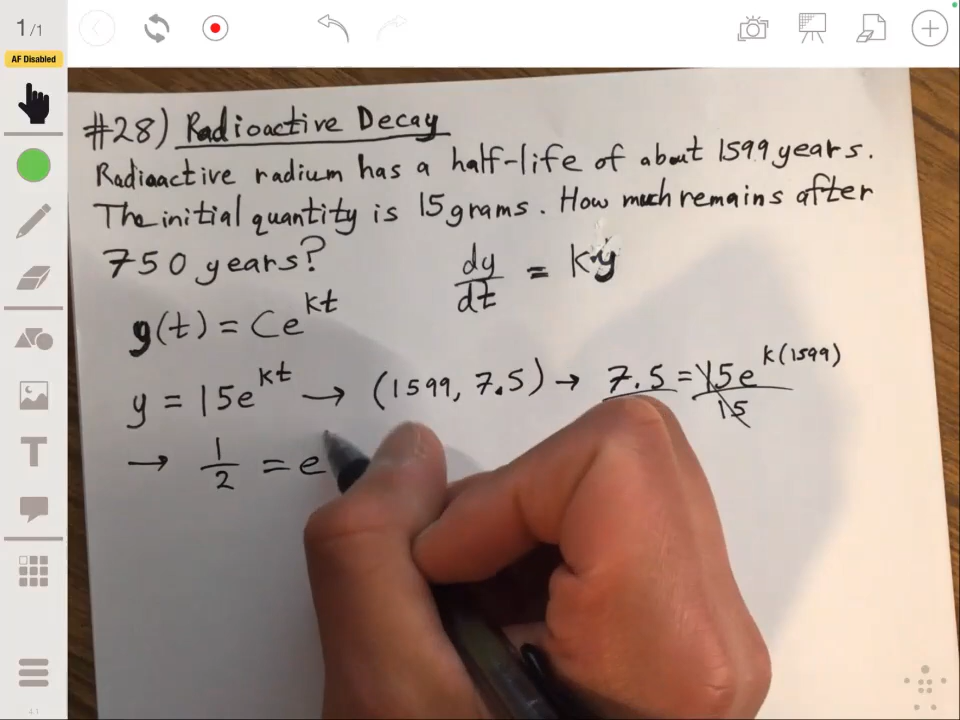 1/1
AF Disabled
#28) Radioactive Decay
Radioactive radium has a half-life of about 1599 years.
The initial quantity is 15 grams. How much remains after
750 years?
dy/dt = ky
y(t) = Ce^kt
y = 15e^kt → (1599, 7.5) → 7.5 = 15e^k(1599)
15
→ 1/2 = e
T
4.1